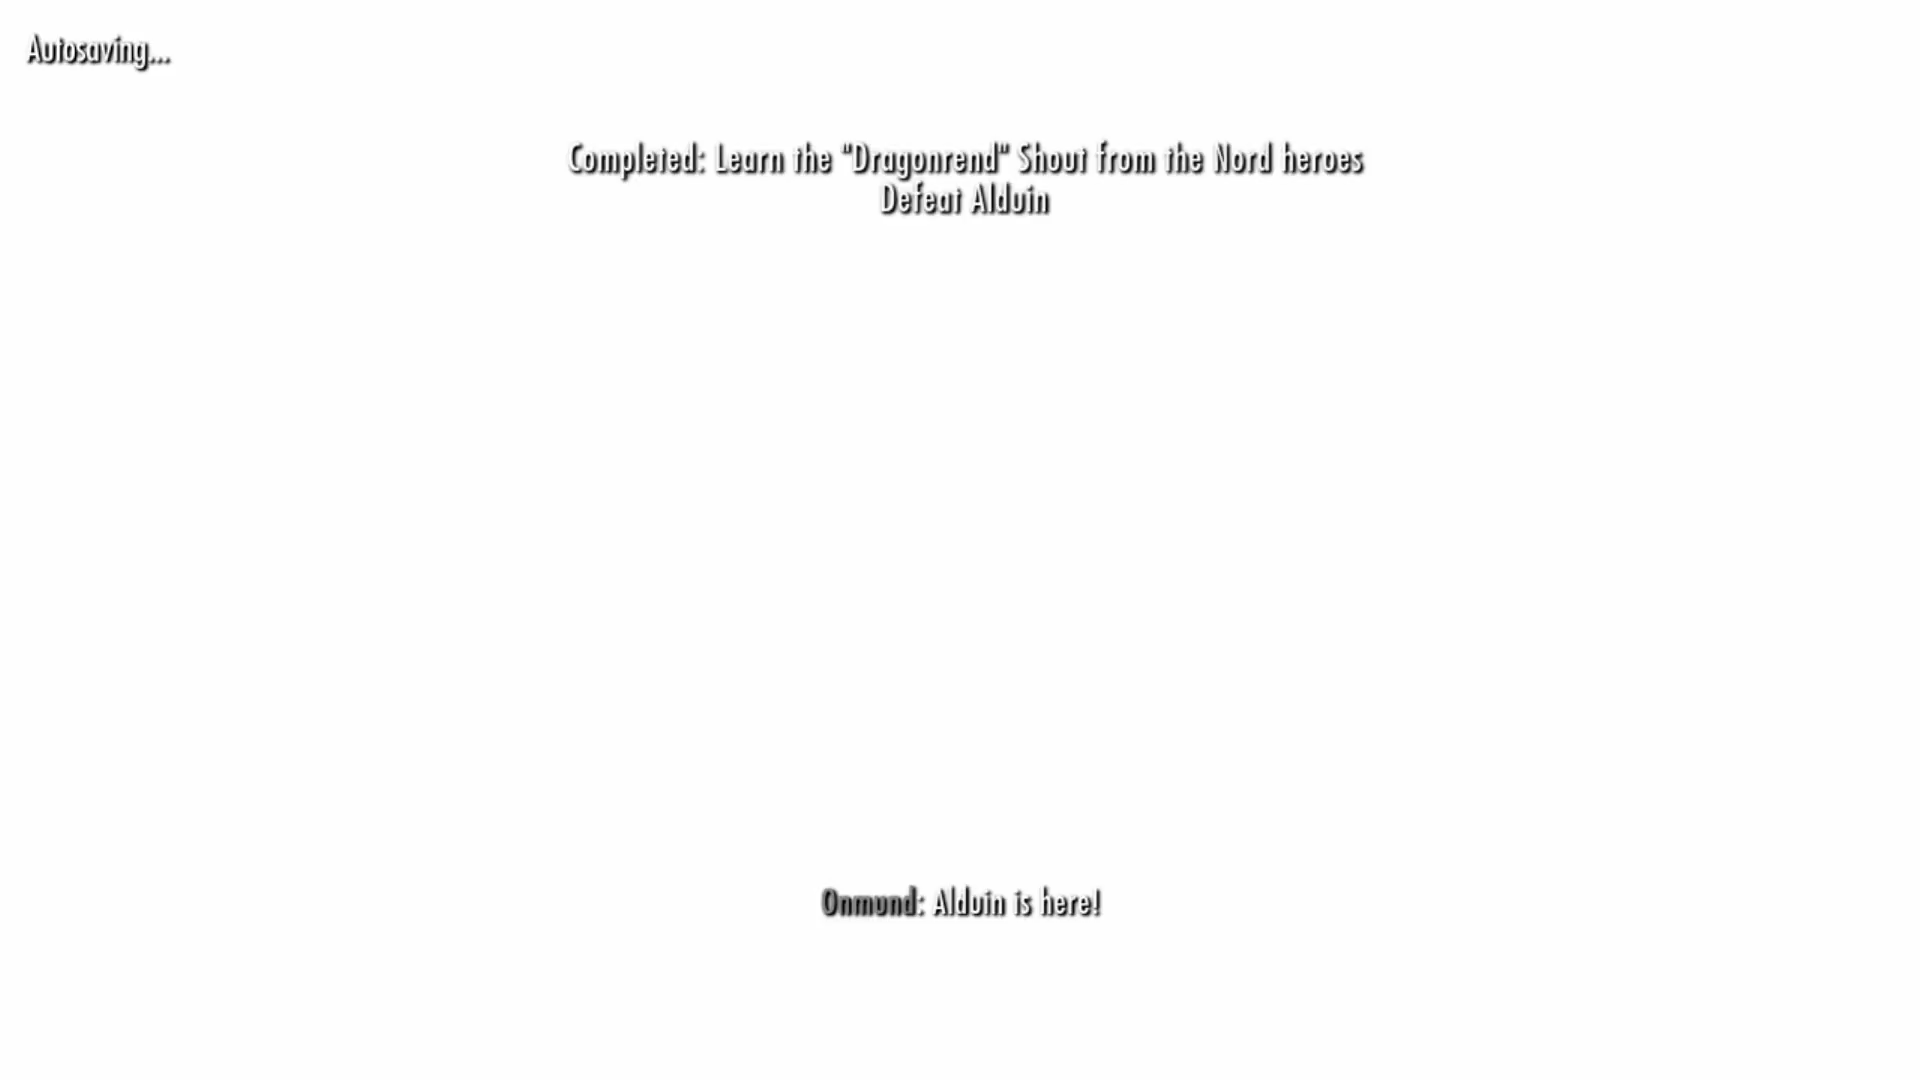 Autosaving...
Completed: Learn the "Dragonrend" Shout from the Nord heroes
Defeat Alduin
Onmund: Alduin is here!